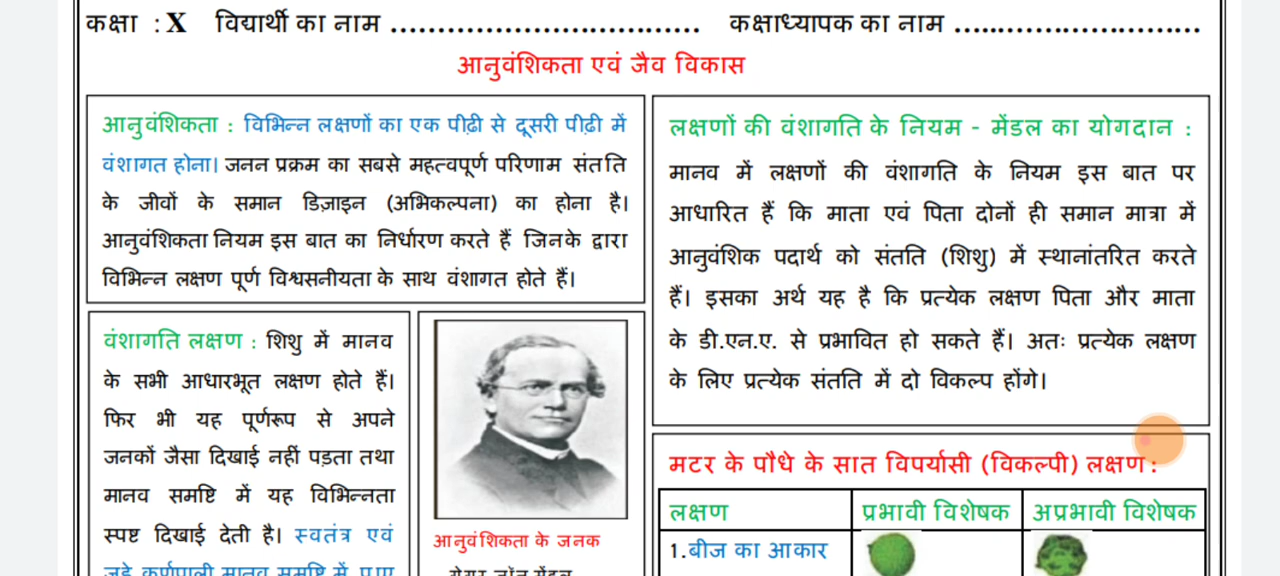 कक्षा : X विद्यार्थी का नाम ................................. कक्षाध्यापक का नाम ..........................
आनुवंशिकता एवं जैव विकास
आनुवंशिकता : विभिन्न लक्षणों का एक पीढ़ी से दूसरी पीढ़ी में
वंशागत होना। जनन प्रक्रम का सबसे महत्वपूर्ण परिणाम संतति
के जीवों के समान डिज़ाइन (अभिकल्पना) का होना है।
आनुवंशिकता नियम इस बात का निर्धारण करते हैं जिनके द्वारा
विभिन्न लक्षण पूर्ण विश्वसनीयता के साथ वंशागत होते हैं।
वंशागति लक्षण : शिशु में मानव
के सभी आधारभूत लक्षण होते हैं।
फिर भी यह पूर्णरूप से अपने
जनकों जैसा दिखाई नहीं पड़ता तथा
मानव समष्टि में यह विभिन्नता
स्पष्ट दिखाई देती है। स्वतंत्र एवं
जुड़े कर्णपाली मानव समष्टि में
आनुवंशिकता के जनक
ग्रेगर जॉन मेंडल
लक्षणों की वंशागति के नियम - मेंडल का योगदान :
मानव में लक्षणों की वंशागति के नियम इस बात पर
आधारित हैं कि माता एवं पिता दोनों ही समान मात्रा में
आनुवंशिक पदार्थ को संतति (शिशु) में स्थानांतरित करते
हैं। इसका अर्थ यह है कि प्रत्येक लक्षण पिता और माता
के डी.एन.ए. से प्रभावित हो सकते हैं। अतः प्रत्येक लक्षण
के लिए प्रत्येक संतति में दो विकल्प होंगे।
मटर के पौधे के सात विपर्यासी (विकल्पी) लक्षण :
लक्षण प्रभावी विशेषक अप्रभावी विशेषक
1.बीज का आकार